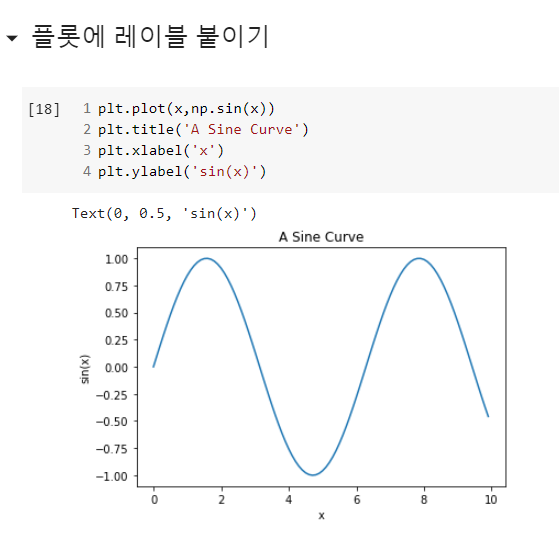 플롯에 레이블 붙이기
[18] 1 plt.plot(x,np.sin(x))
2 plt.title('A Sine Curve')
3 plt.xlabel('x')
4 plt.ylabel('sin(x)')
Text(0, 0.5, 'sin(x)')
A Sine Curve
1.00
0.75
0.50
0.25
0.00
−0.25
−0.50
−0.75
−1.00
sin(x)
0 2 4 6 8 10
x